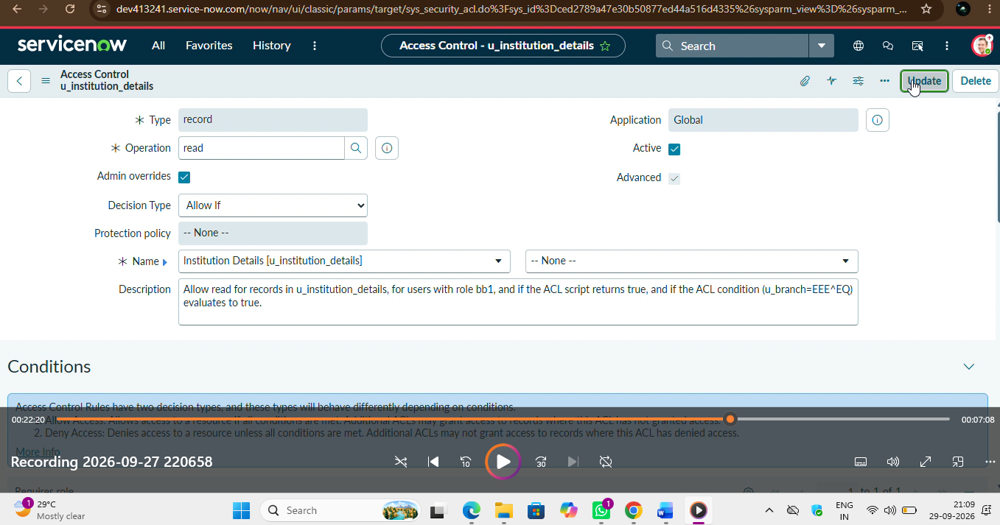 dev413241.service-now.com/now/nav/ui/classic/params/target/sys_security_acl.do%3Fsys_id%3Dced2789a47e30b50877ed44a516d4335%26sysparm_view%3D%26sysparm_...
servicenow All Favorites History Access Control - u_institution_details Search
Access Control
u_institution_details
Update Delete
Type record Application Global
Operation read Active
Admin overrides Advanced
Decision Type Allow If
Protection policy -- None --
Name Institution Details [u_institution_details] -- None --
Description Allow read for records in u_institution_details, for users with role bb1, and if the ACL script returns true, and if the ACL condition (u_branch=EEE^EQ)
evaluates to true.
Conditions
Access Control Rules have two decision types, and these types will behave differently depending on conditions.
00:22:20 1. Allow Access: Allows access to a resource if all conditions are met. Additional ACLs may grant access to records where this ACL has not granted access. 00:07:08
2. Deny Access: Denies access to a resource unless all conditions are met. Additional ACLs may not grant access to records where this ACL has denied access.
More Info
Recording 2026-09-27 220658
10 30
Requires role 1 to 1 of 1
1 29°C
Mostly clear
Search
1
ENG
IN
21:09
29-09-2026